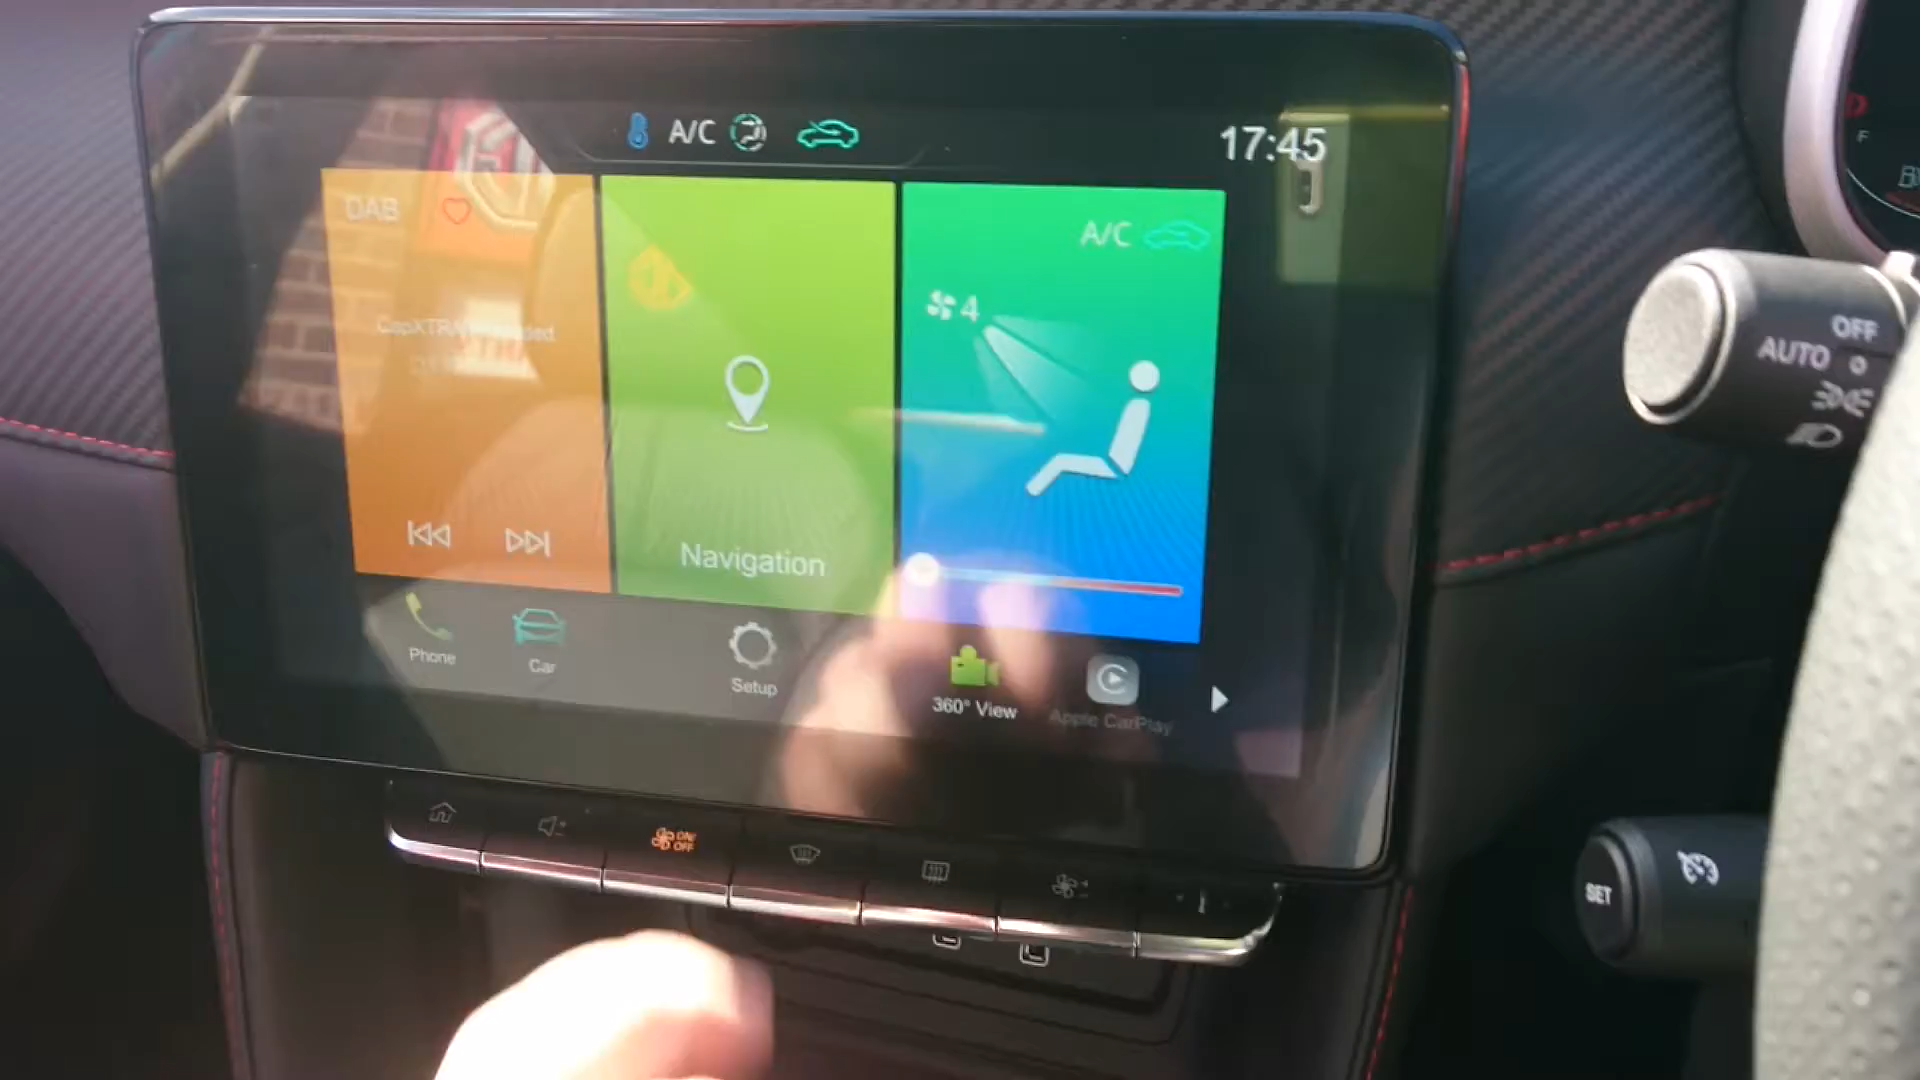 A/C
17:45
DAB
A/C
4
Navigation
Phone
Car
Setup
360° View
Apple CarPlay
ON/
OFF
OFF
AUTO
SET
F